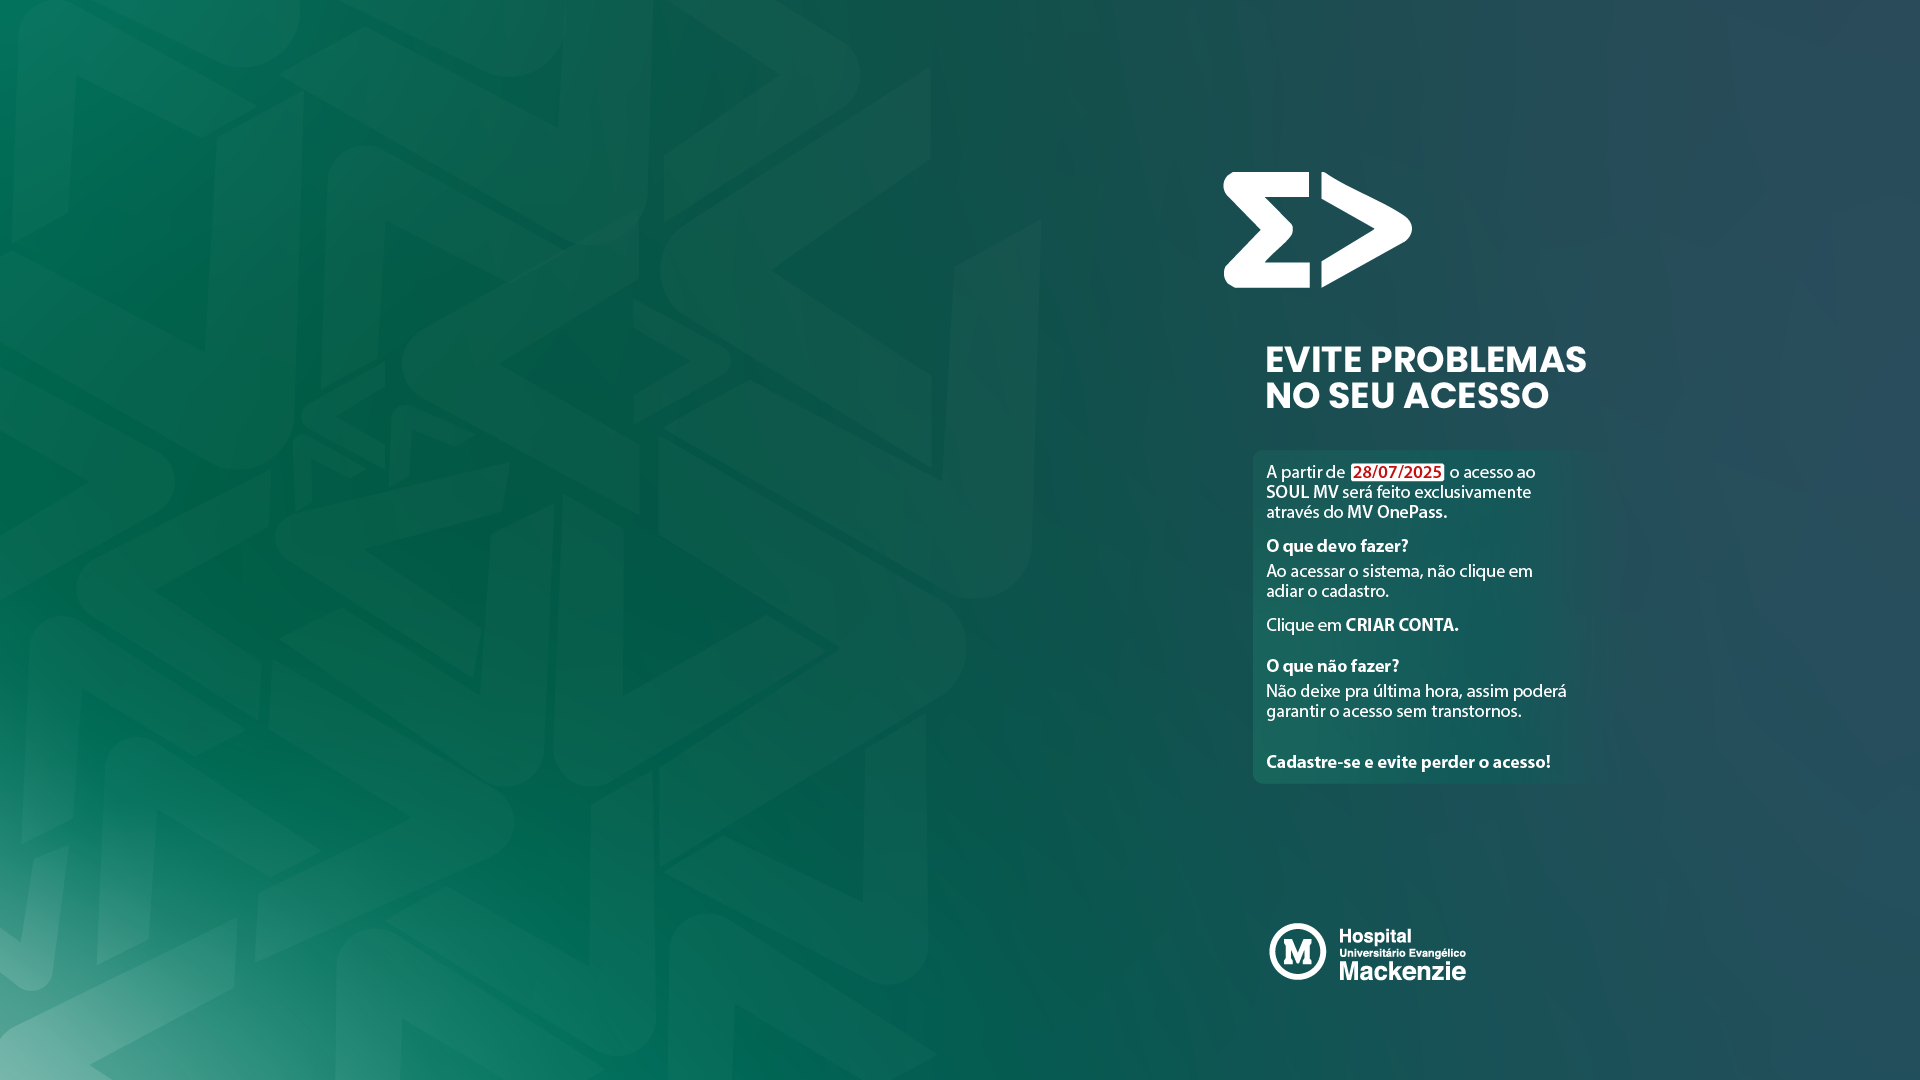 EVITE PROBLEMAS
NO SEU ACESSO
A partir de 28/07/2025 o acesso ao
SOUL MV será feito exclusivamente
através do MV OnePass.
O que devo fazer?
Ao acessar o sistema, não clique em
adiar o cadastro.
Clique em CRIAR CONTA.
O que não fazer?
Não deixe pra última hora, assim poderá
garantir o acesso sem transtornos.
Cadastre-se e evite perder o acesso!
M
Hospital
Universitário Evangélico
Mackenzie